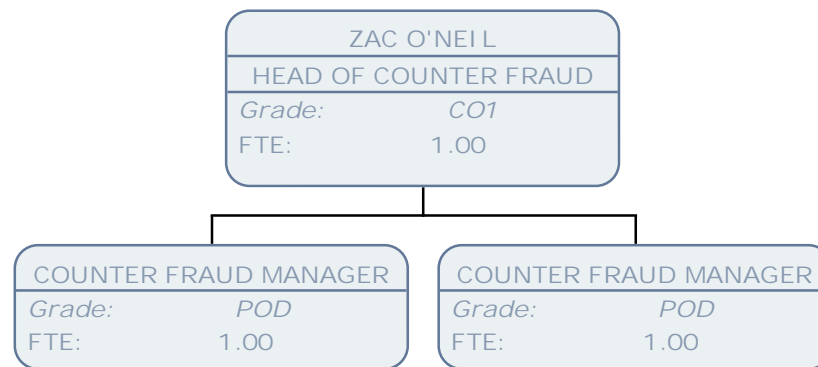 ZAC O'NEIL
HEAD OF COUNTER FRAUD
Grade: CO1
FTE: 1.00
COUNTER FRAUD MANAGER
Grade: POD
FTE: 1.00
COUNTER FRAUD MANAGER
Grade: POD
FTE: 1.00